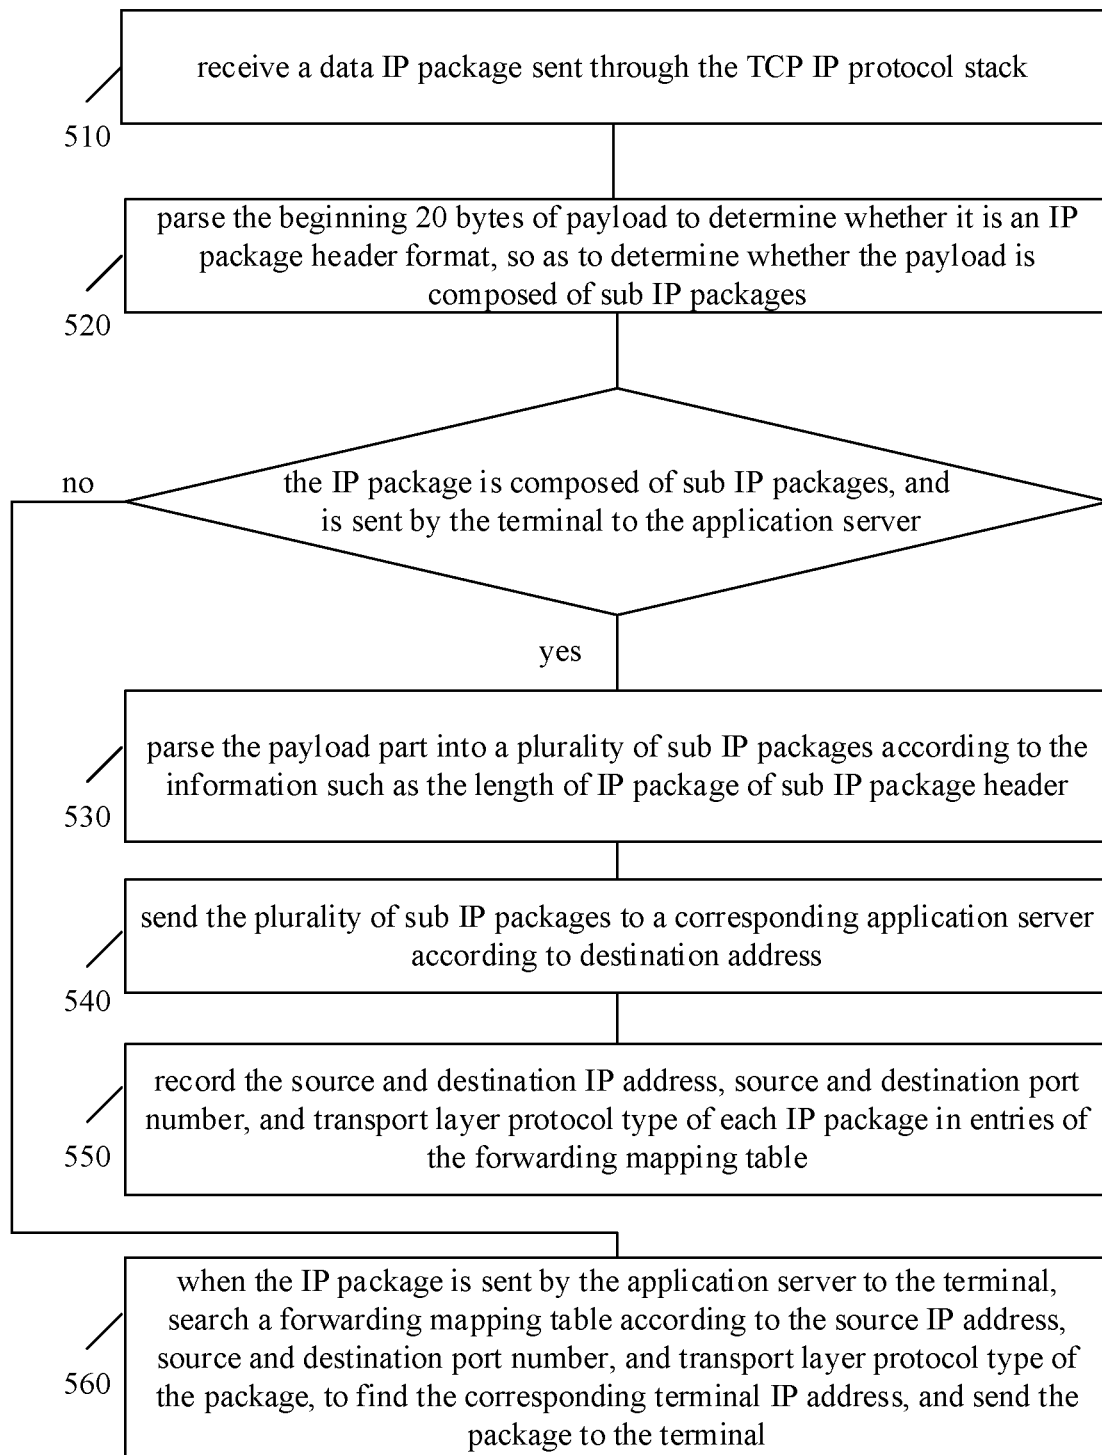 receive a data IP package sent through the TCP IP protocol stack
510
parse the beginning 20 bytes of payload to determine whether it is an IP
package header format, so as to determine whether the payload is
composed of sub IP packages
520
no
the IP package is composed of sub IP packages, and
is sent by the terminal to the application server
yes
parse the payload part into a plurality of sub IP packages according to the
information such as the length of IP package of sub IP package header
530
send the plurality of sub IP packages to a corresponding application server
according to destination address
540
record the source and destination IP address, source and destination port
number, and transport layer protocol type of each IP package in entries of
the forwarding mapping table
550
when the IP package is sent by the application server to the terminal,
search a forwarding mapping table according to the source IP address,
source and destination port number, and transport layer protocol type of
the package, to find the corresponding terminal IP address, and send the
package to the terminal
560